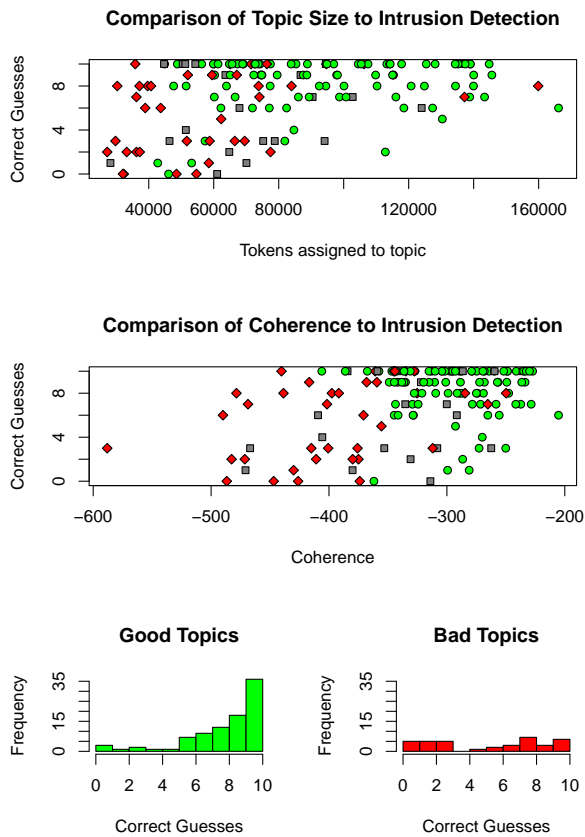 Comparison of Topic Size to Intrusion Detection
Correct Guesses
0 4 8
40000 60000 80000 120000 160000
Tokens assigned to topic
Comparison of Coherence to Intrusion Detection
Correct Guesses
0 4 8
−600 −500 −400 −300 −200
Coherence
Good Topics
Frequency
0 15 35
0 2 4 6 8 10
Correct Guesses
Bad Topics
Frequency
0 15 35
0 2 4 6 8 10
Correct Guesses